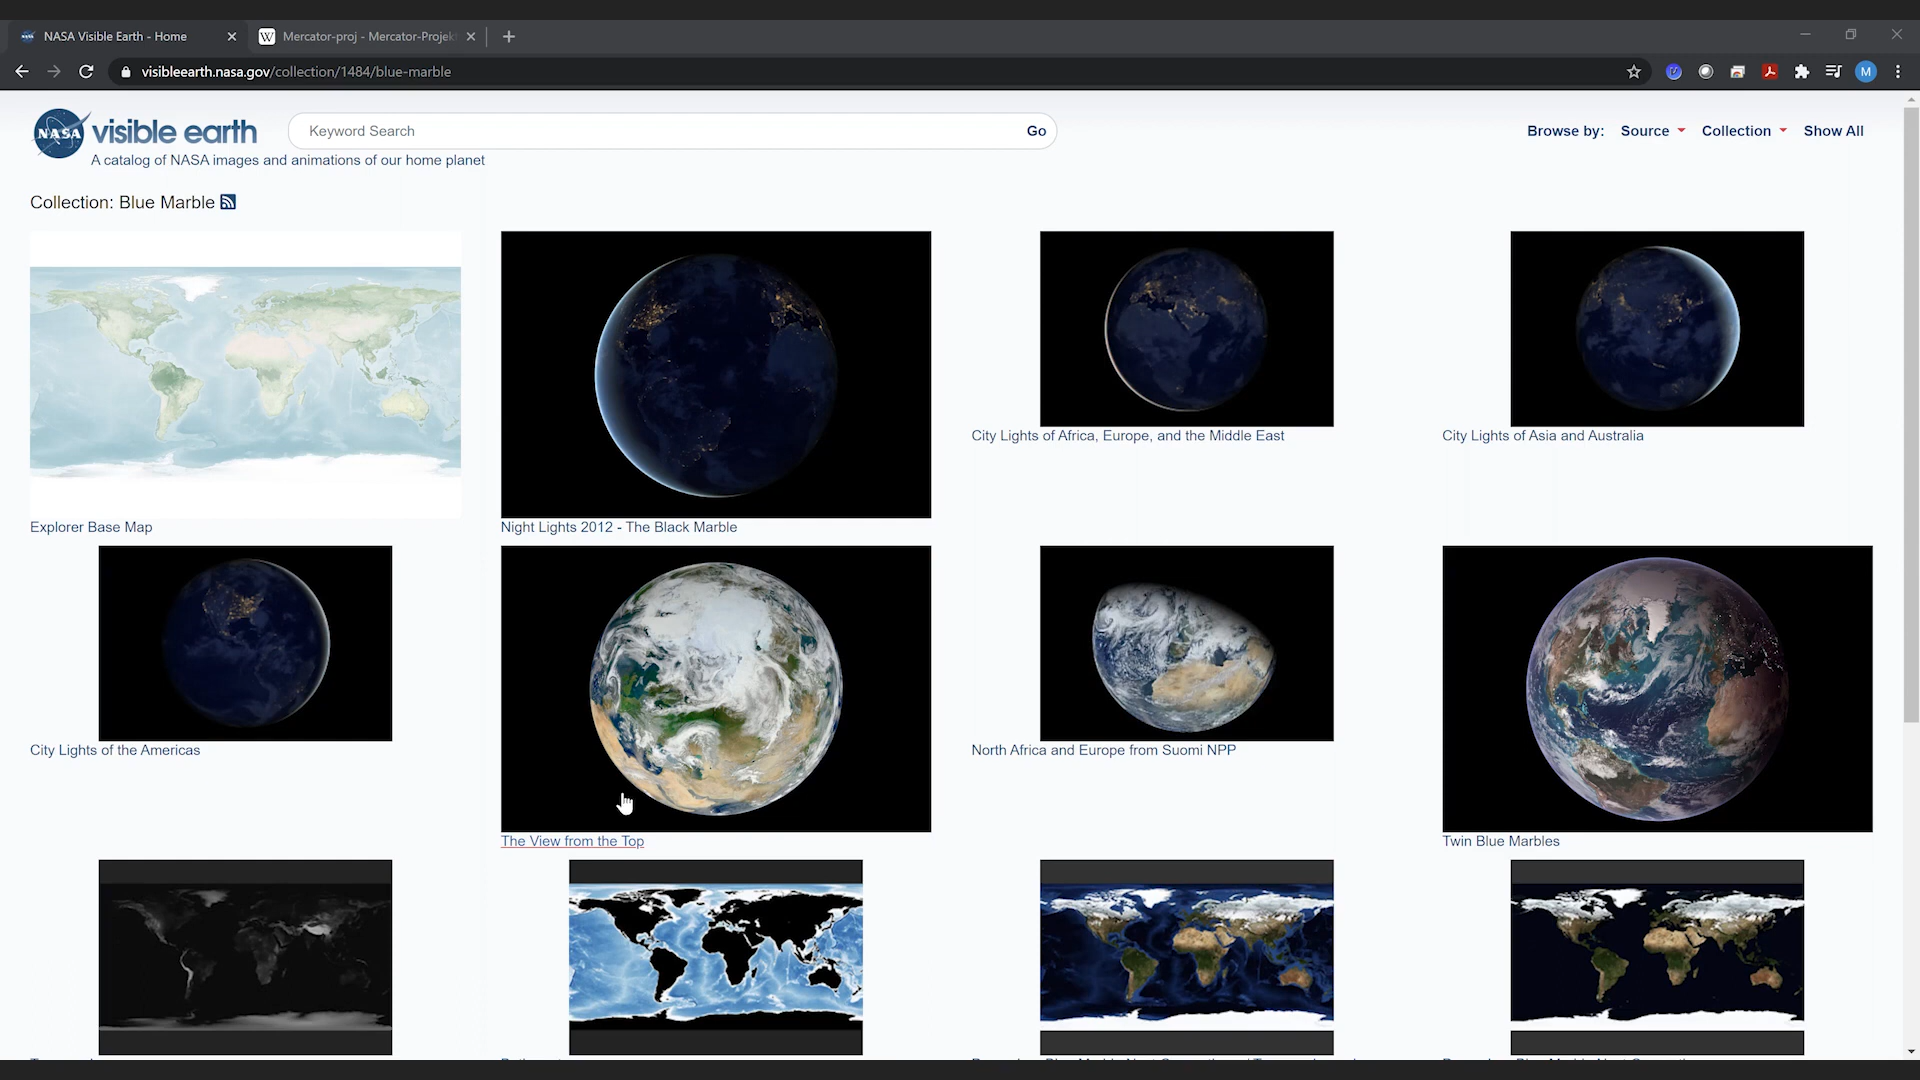 NASA Visible Earth - Home
W Mercator-proj - Mercator-Projek
visibleearth.nasa.gov/collection/1484/blue-marble
M
NASA visible earth
Keyword Search
Go
Browse by:
Source
Collection
Show All
A catalog of NASA images and animations of our home planet
Collection: Blue Marble
City Lights of Africa, Europe, and the Middle East
City Lights of Asia and Australia
Explorer Base Map
Night Lights 2012 - The Black Marble
City Lights of the Americas
North Africa and Europe from Suomi NPP
The View from the Top
Twin Blue Marbles